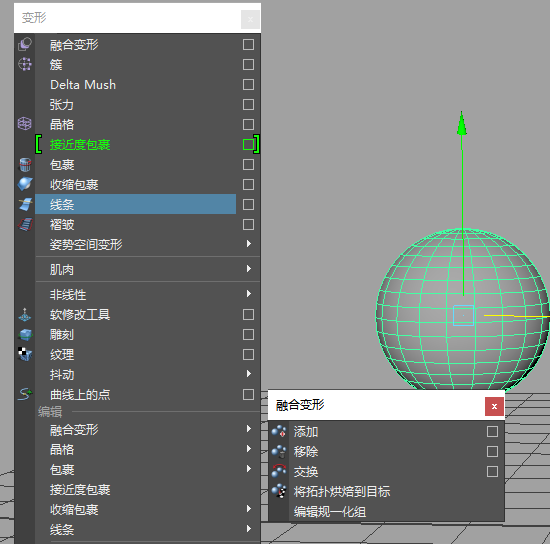 变形
融合变形
簇
Delta Mush
张力
晶格
接近度包裹
包裹
收缩包裹
线条
褶皱
姿势空间变形
肌肉
非线性
软修改工具
雕刻
纹理
抖动
曲线上的点
编辑
融合变形
晶格
包裹
接近度包裹
收缩包裹
线条
融合变形
添加
移除
交换
将拓扑烘焙到目标
编辑规一化组